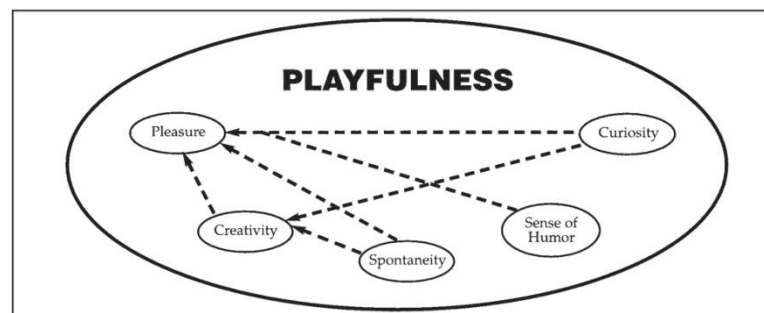 PLAYFULNESS
Pleasure
Curiosity
Creativity
Sense of
Humor
Spontaneity